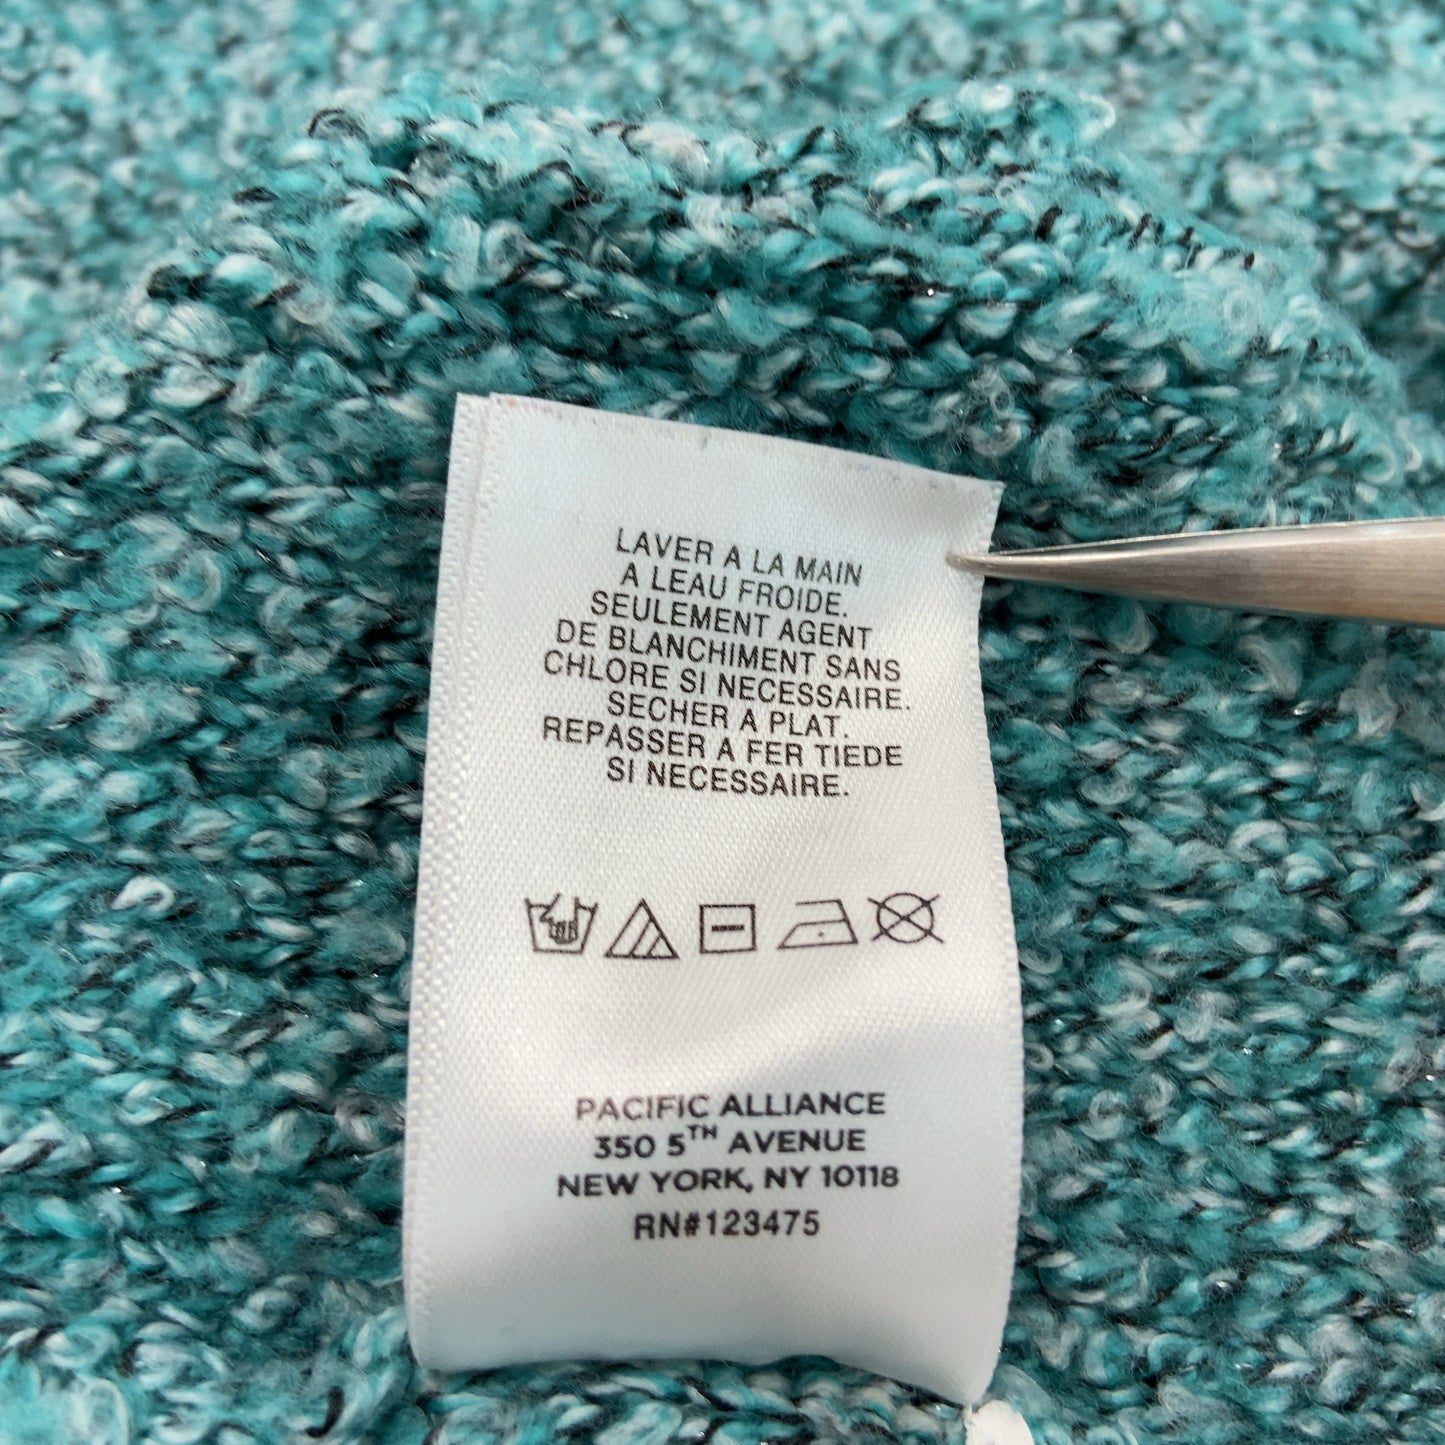 LAVER A LA MAIN
A LEAU FROIDE.
SEULEMENT AGENT
DE BLANCHIMENT SANS
CHLORE SI NECESSAIRE.
SECHER A PLAT.
REPASSER A FER TIEDE
SI NECESSAIRE.
PACIFIC ALLIANCE
350 5TH AVENUE
NEW YORK, NY 10118
RN#123475